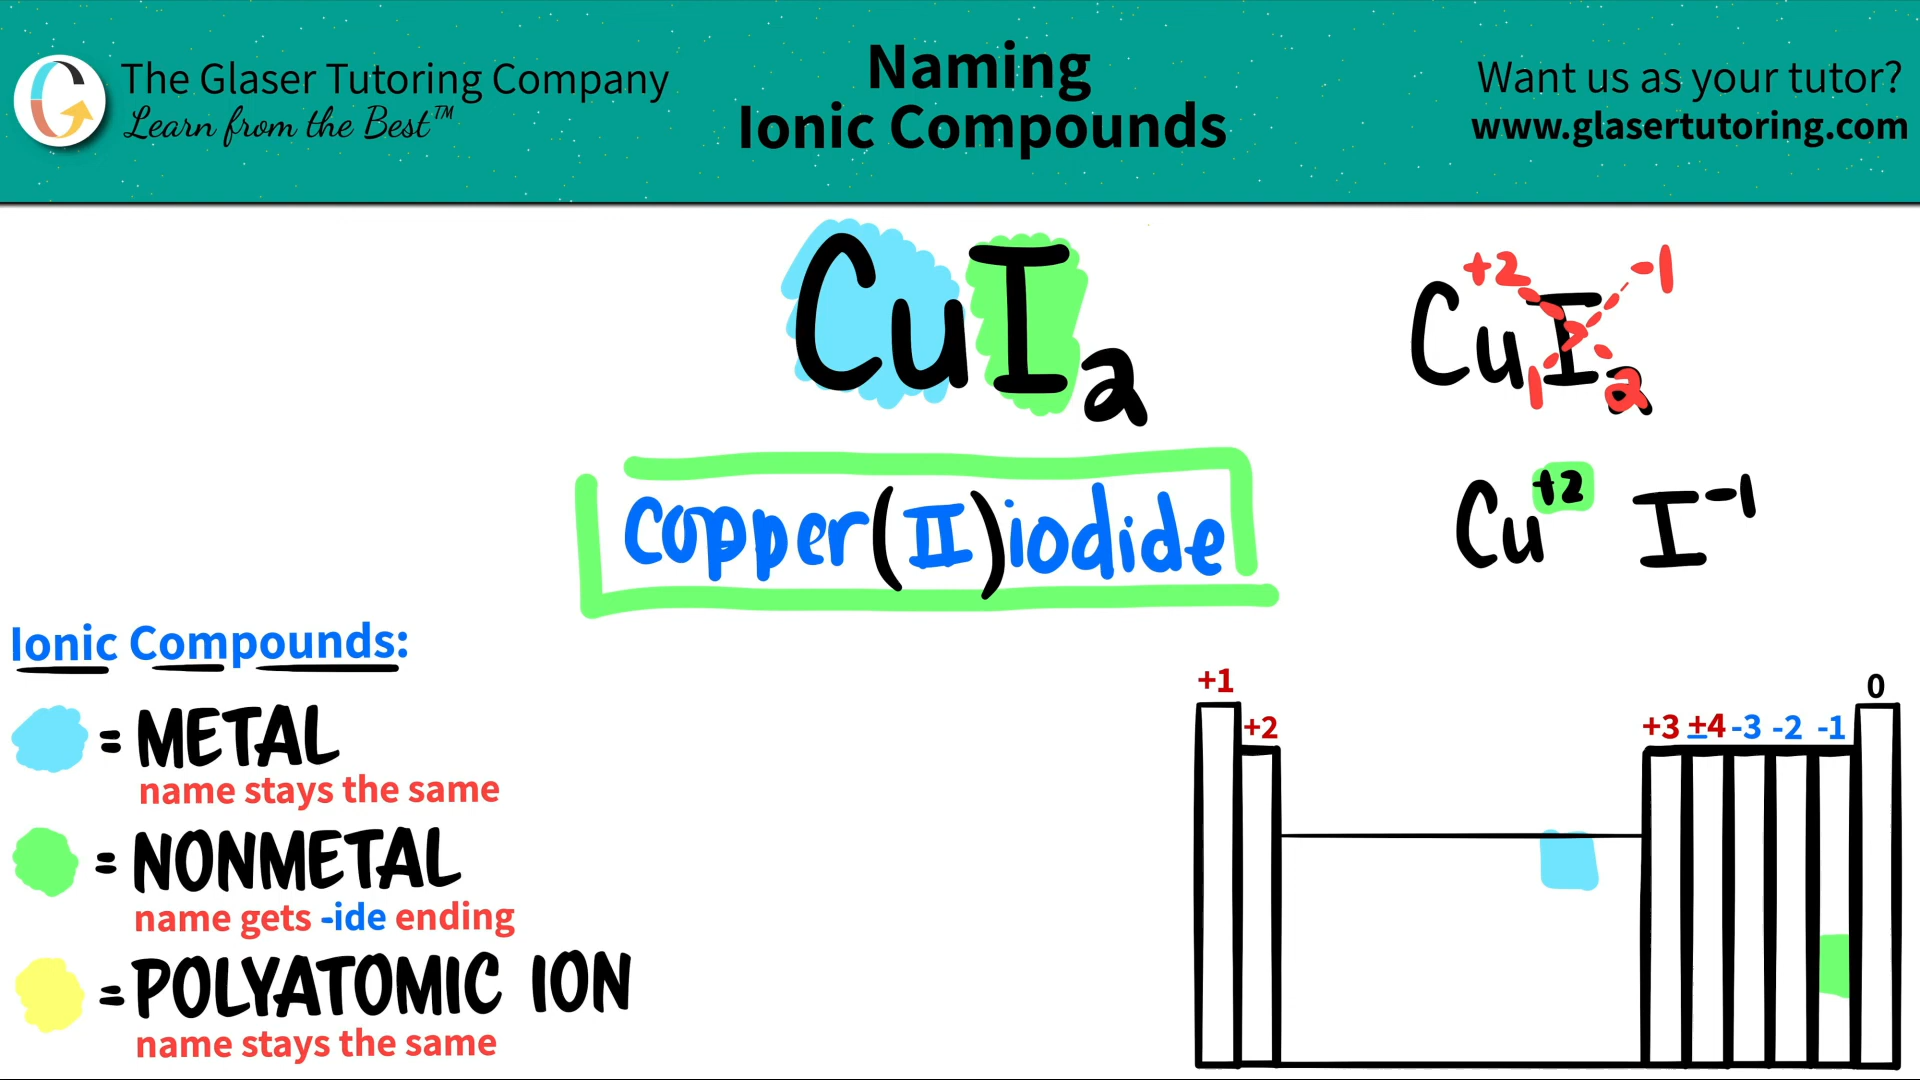 The Glaser Tutoring Company
Learn from the Best™
Naming
Ionic Compounds
Want us as your tutor?
www.glasertutoring.com
CuI₂
+2 -1
CuI
1 2
Copper(II)iodide
Cu⁺² I⁻¹
Ionic Compounds:
= METAL
name stays the same
= NONMETAL
name gets -ide ending
= POLYATOMIC ION
name stays the same
+1 0
+2 +3 ±4 -3 -2 -1